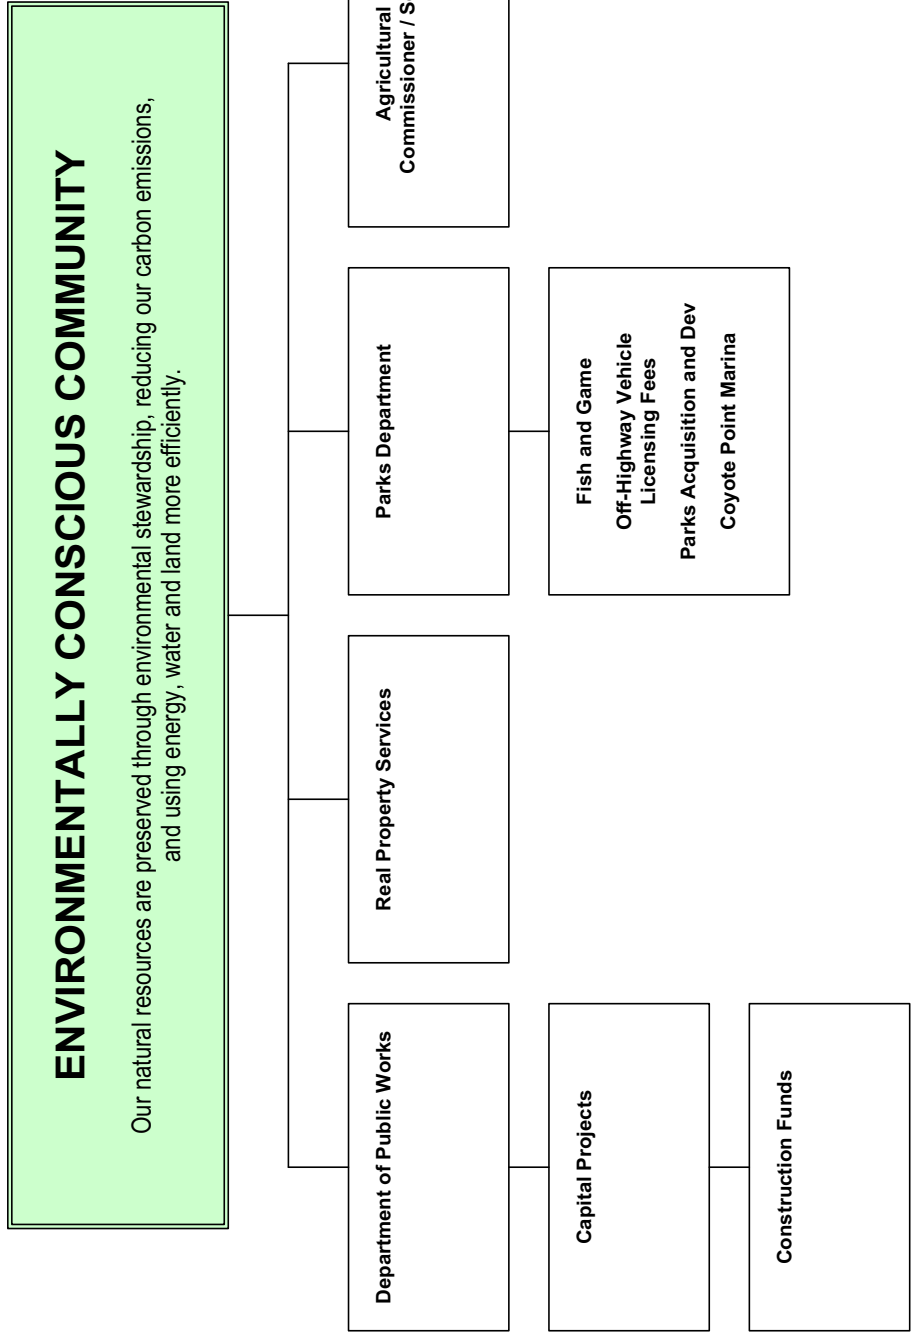 ENVIRONMENTALLY CONSCIOUS COMMUNITY
Our natural resources are preserved through environmental stewardship, reducing our carbon emissions,
and using energy, water and land more efficiently.
Department of Public Works
Capital Projects
Construction Funds
Real Property Services
Parks Department
Fish and Game
Off-Highway Vehicle
Licensing Fees
Parks Acquisition and Dev
Coyote Point Marina
Agricultural
Commissioner /